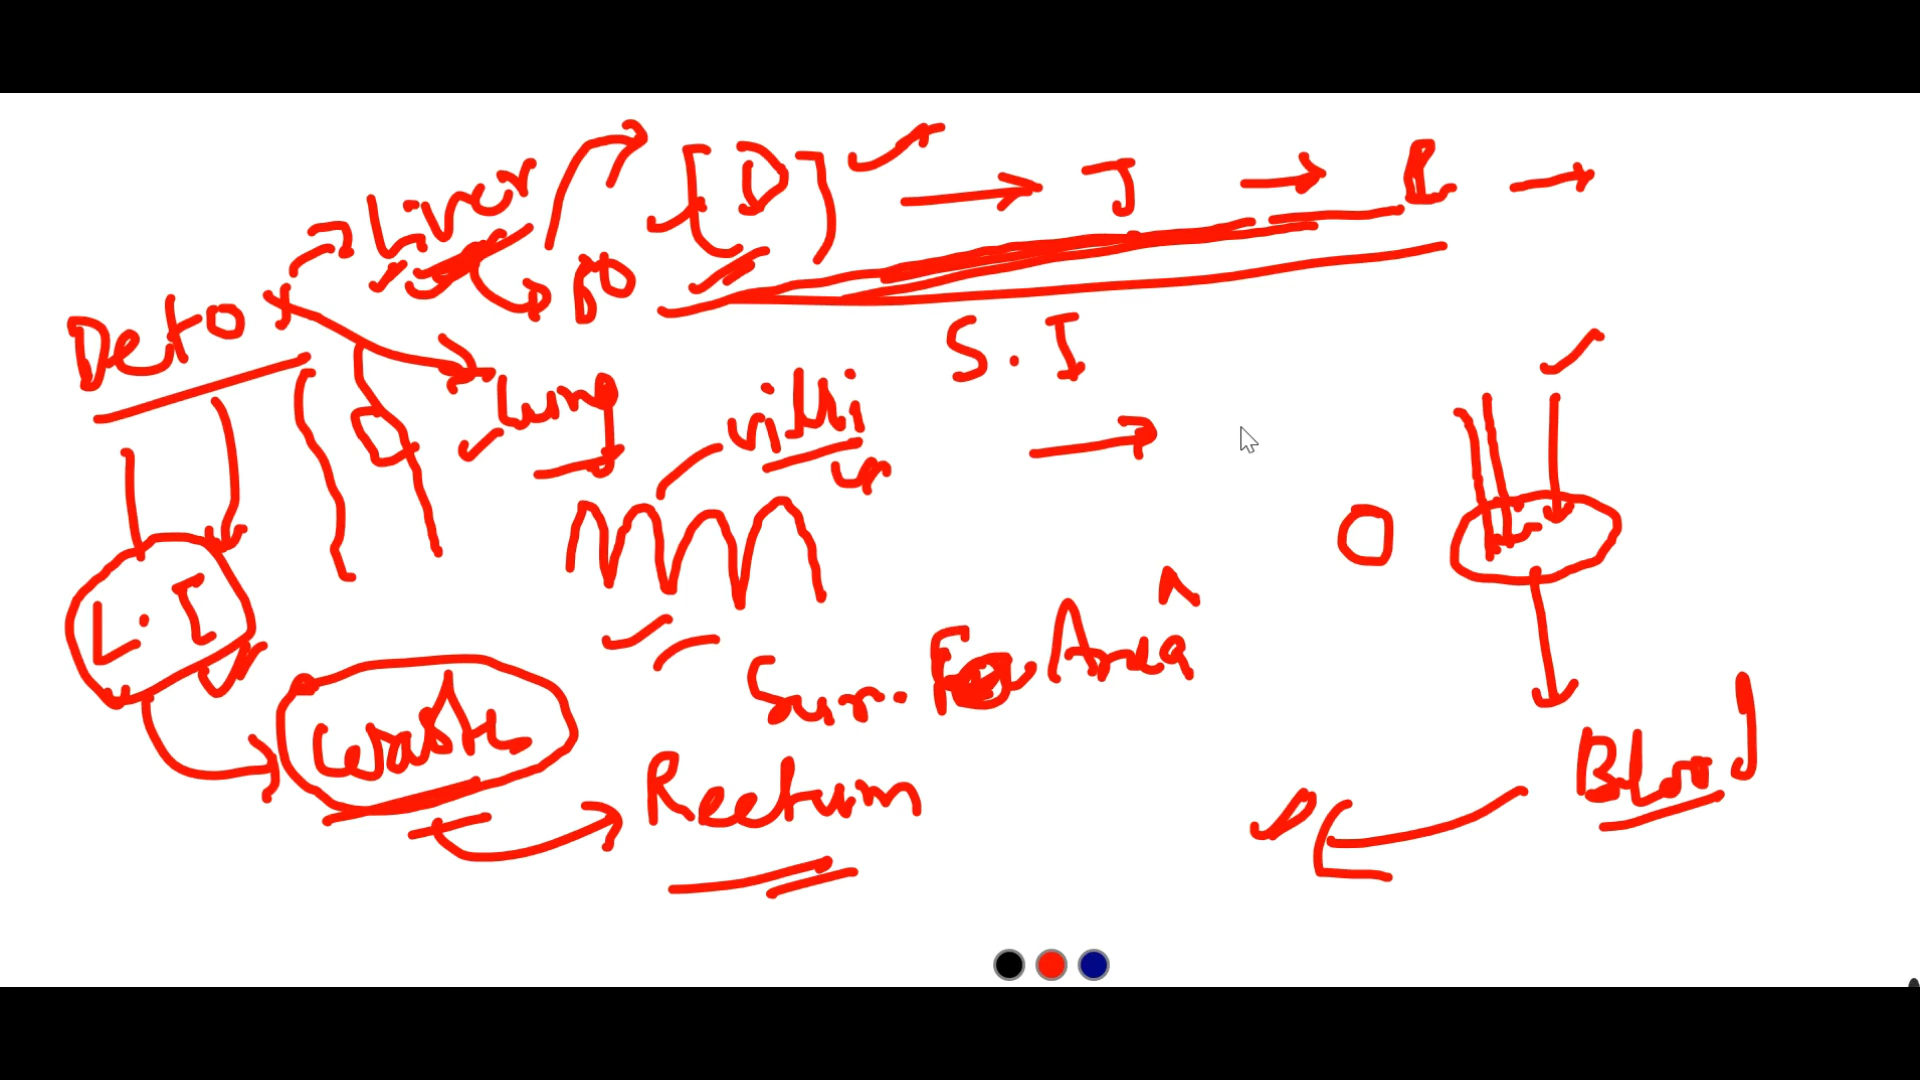 [D] → J →
Liver
Detox
S.I
Lung
villi
L.I
Sur. Area
Waste
Rectum
Blood